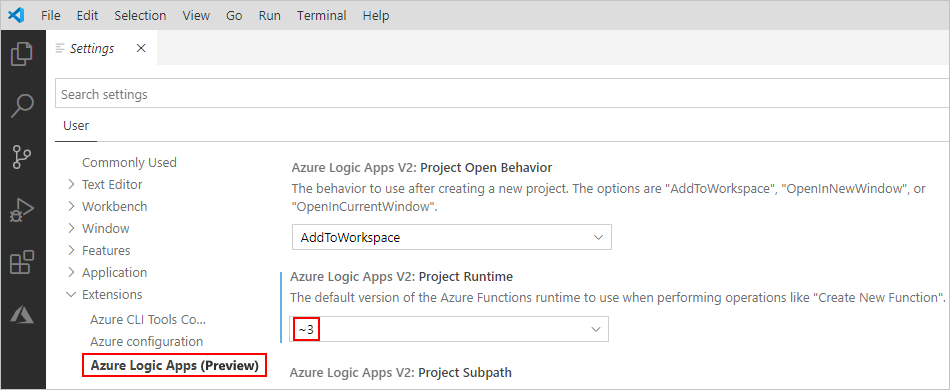 File Edit Selection View Go Run Terminal Help
Settings
Search settings
User
Commonly Used
Text Editor
Workbench
Window
Features
Application
Extensions
Azure CLI Tools Co...
Azure configuration
Azure Logic Apps (Preview)
Azure Logic Apps V2: Project Open Behavior
The behavior to use after creating a new project. The options are "AddToWorkspace", "OpenInNewWindow", or
"OpenInCurrentWindow".
AddToWorkspace
Azure Logic Apps V2: Project Runtime
The default version of the Azure Functions runtime to use when performing operations like "Create New Function".
~3
Azure Logic Apps V2: Project Subpath